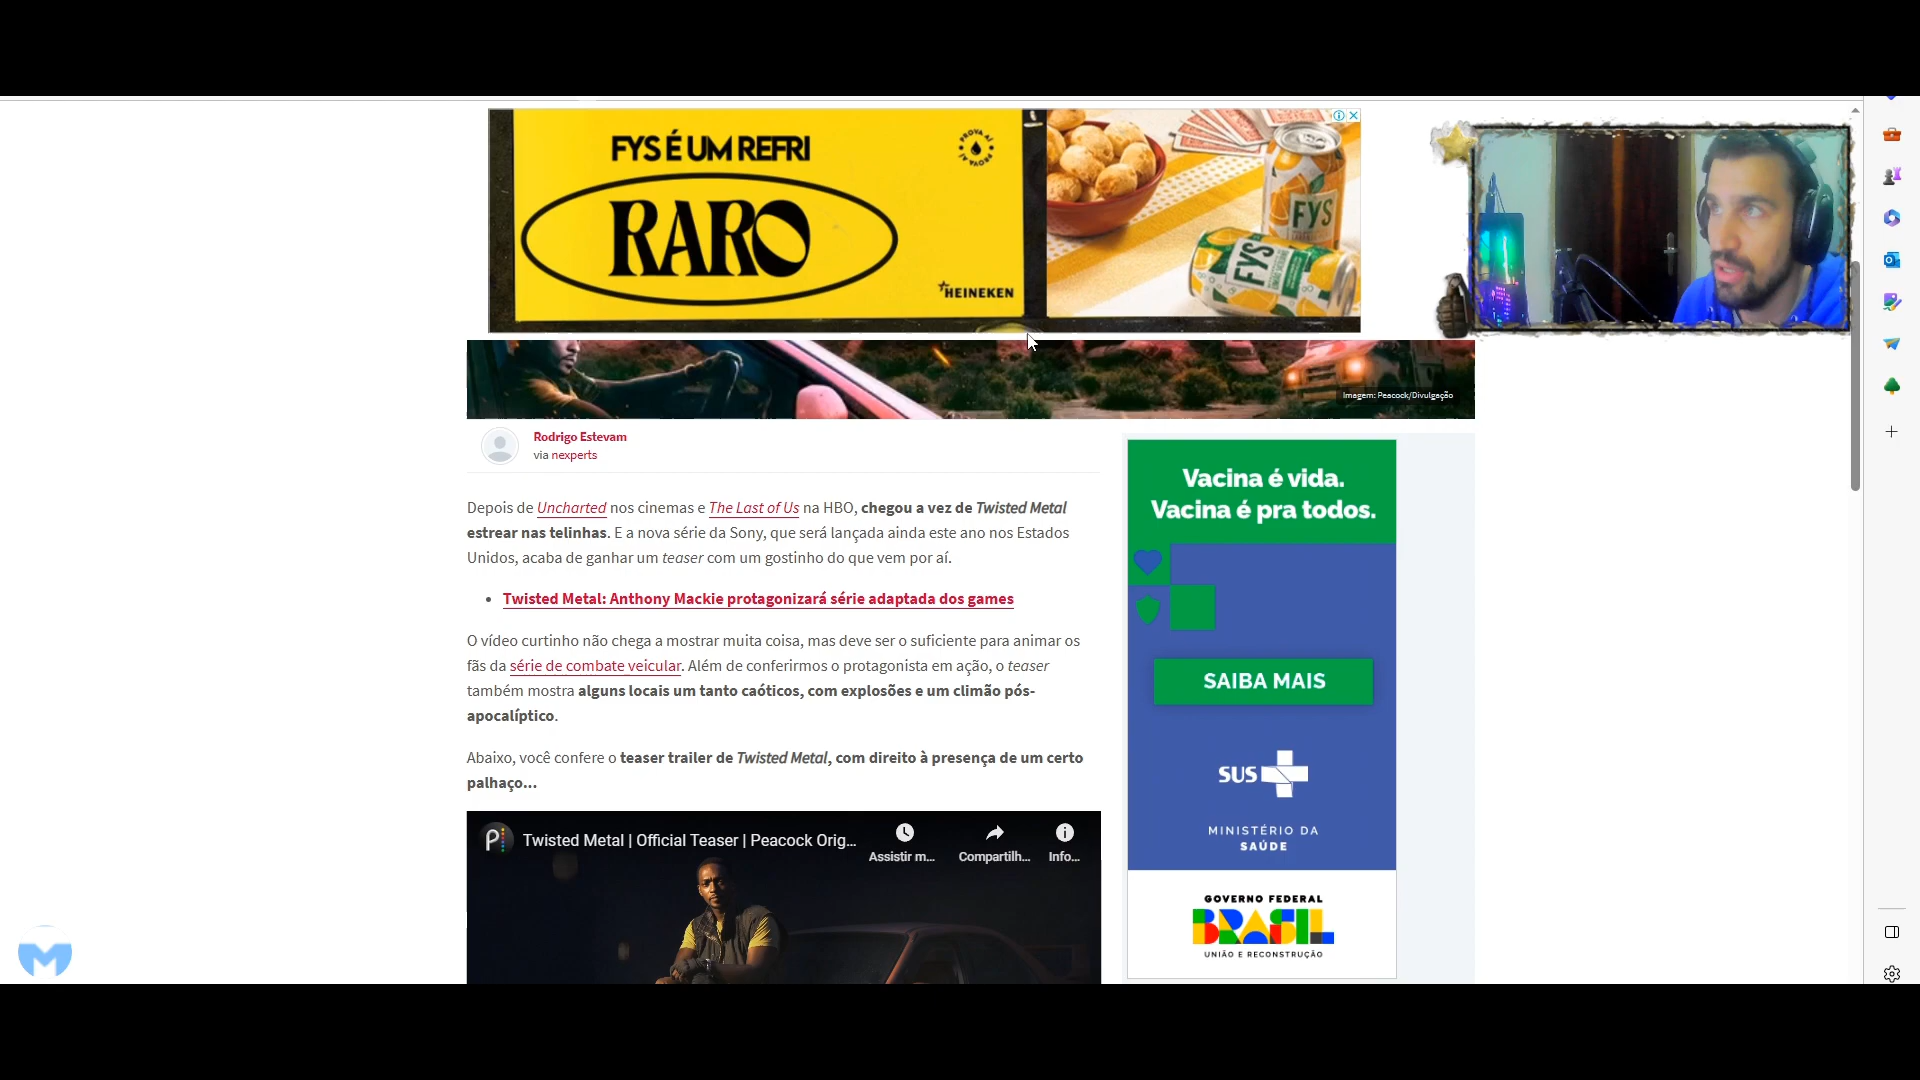 FYS É UM REFRI
RARO
PROVA AÍ
PROVA AÍ
HEINEKEN
FYS
FYS
Imagem: Peacock/Divulgação
Rodrigo Estevam
via nexperts
Depois de Uncharted nos cinemas e The Last of Us na HBO, chegou a vez de Twisted Metal
estrear nas telinhas. E a nova série da Sony, que será lançada ainda este ano nos Estados
Unidos, acaba de ganhar um teaser com um gostinho do que vem por aí.
Twisted Metal: Anthony Mackie protagonizará série adaptada dos games
O vídeo curtinho não chega a mostrar muita coisa, mas deve ser o suficiente para animar os
fãs da série de combate veicular. Além de conferirmos o protagonista em ação, o teaser
também mostra alguns locais um tanto caóticos, com explosões e um climão pós-
apocalíptico.
Abaixo, você confere o teaser trailer de Twisted Metal, com direito à presença de um certo
palhaço...
Twisted Metal | Official Teaser | Peacock Orig...
Assistir m...
Compartilh...
Info...
Vacina é vida.
Vacina é pra todos.
SAIBA MAIS
SUS
MINISTÉRIO DA
SAÚDE
GOVERNO FEDERAL
BRASIL
UNIÃO E RECONSTRUÇÃO